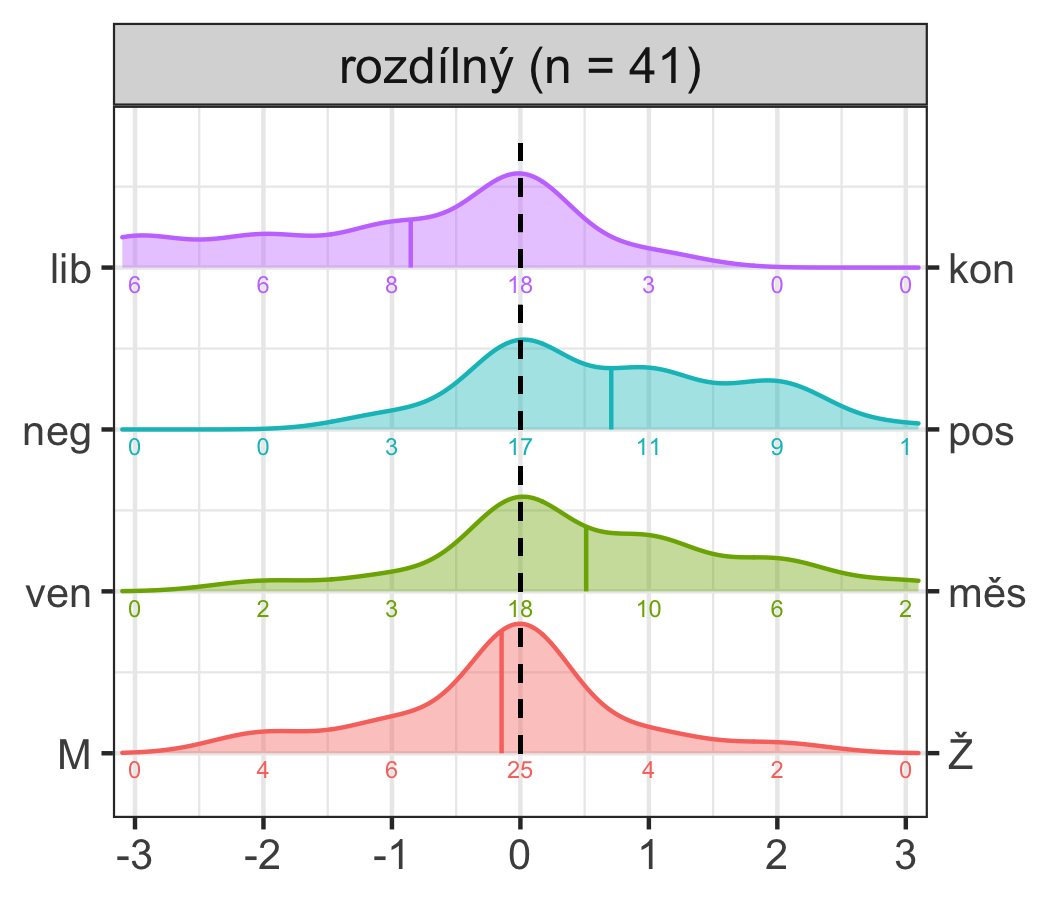 rozdílný (n = 41)
lib kon
6 6 8 18 3 0 0
neg pos
0 0 3 17 11 9 1
ven měs
0 2 3 18 10 6 2
M Ž
0 4 6 25 4 2 0
-3 -2 -1 0 1 2 3